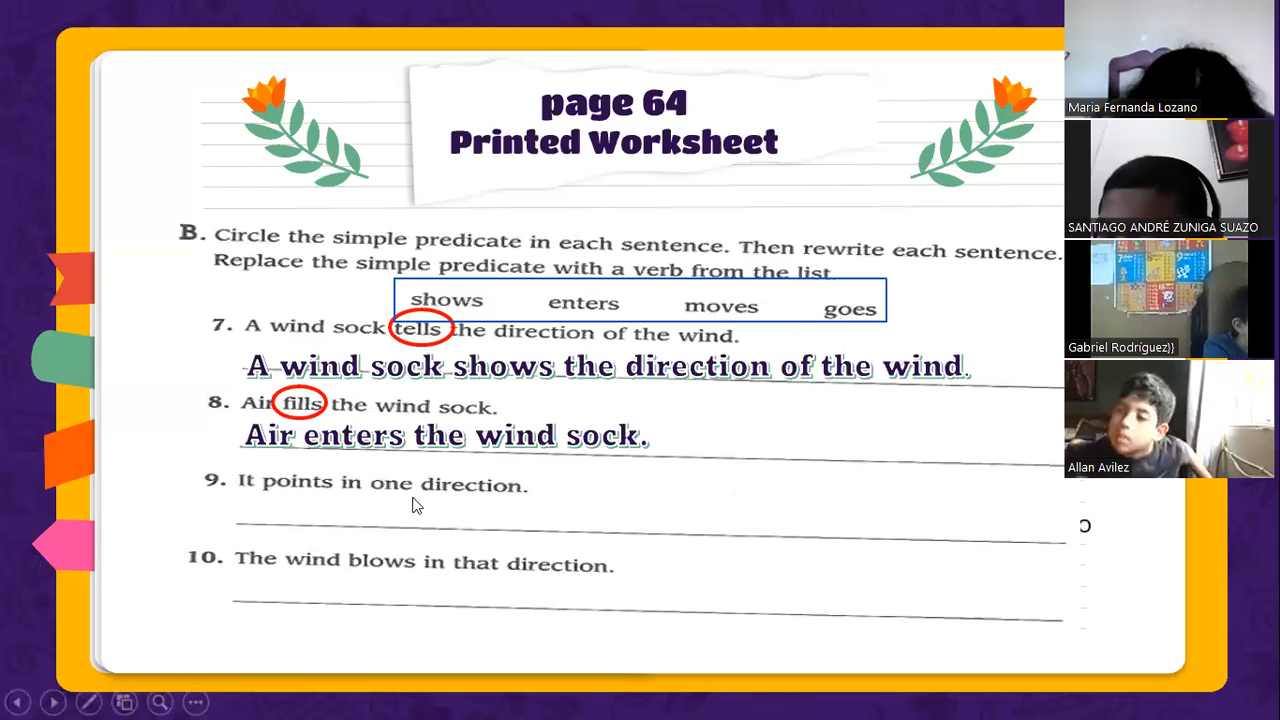 page 64
Printed Worksheet
B. Circle the simple predicate in each sentence. Then rewrite each sentence.
Replace the simple predicate with a verb from the list.
shows enters moves goes
7. A wind sock tells the direction of the wind.
A wind sock shows the direction of the wind.
8. Air fills the wind sock.
Air enters the wind sock.
9. It points in one direction.
10. The wind blows in that direction.
María Fernanda Lozano
SANTIAGO ANDRÉ ZUNIGA SUAZO
Gabriel Rodríguez}}
Allan Avilez